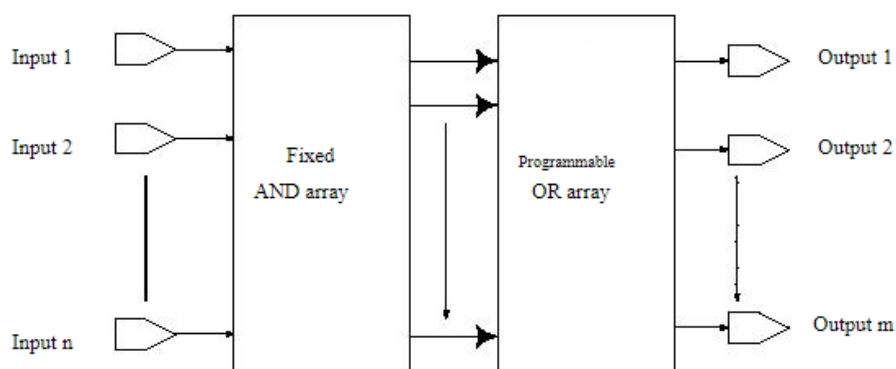 Input 1
Output 1
Input 2
Fixed
AND array
Programmable
OR array
Output 2
Input n
Output m